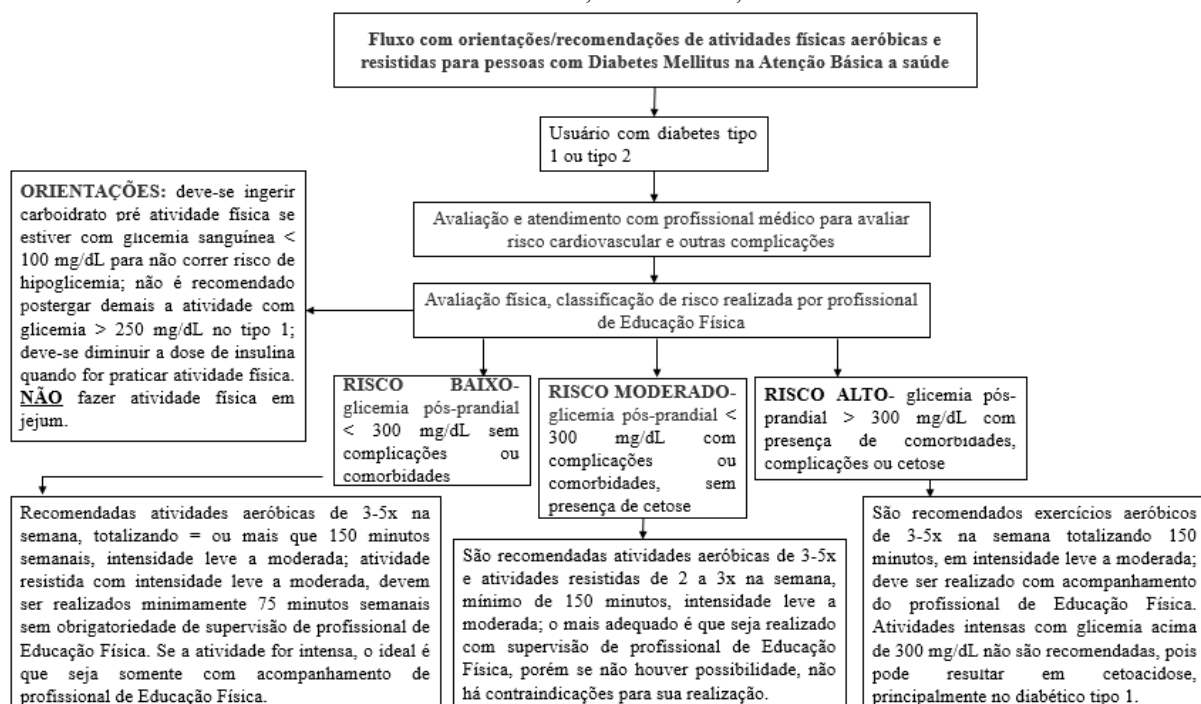 Fluxo com orientações/recomendações de atividades físicas aeróbicas e
resistidas para pessoas com Diabetes Mellitus na Atenção Básica a saúde
Usuário com diabetes tipo
1 ou tipo 2
Avaliação e atendimento com profissional médico para avaliar
risco cardiovascular e outras complicações
Avaliação física, classificação de risco realizada por profissional
de Educação Física
ORIENTAÇÕES: deve-se ingerir
carboidrato pré atividade física se
estiver com glicemia sanguínea <
100 mg/dL para não correr risco de
hipoglicemia; não é recomendado
postergar demais a atividade com
glicemia > 250 mg/dL no tipo 1;
deve-se diminuir a dose de insulina
quando for praticar atividade física.
NÃO fazer atividade física em
jejum.
RISCO BAIXO-
glicemia pós-prandial
< 300 mg/dL sem
complicações ou
comorbidades
RISCO MODERADO-
glicemia pós-prandial <
300 mg/dL com
complicações ou
comorbidades, sem
presença de cetose
RISCO ALTO- glicemia pós-
prandial > 300 mg/dL com
presença de comorbidades,
complicações ou cetose
Recomendadas atividades aeróbicas de 3-5x na
semana, totalizando = ou mais que 150 minutos
semanais, intensidade leve a moderada; atividade
resistida com intensidade leve a moderada, devem
ser realizados minimamente 75 minutos semanais
sem obrigatoriedade de supervisão de profissional de
Educação Física. Se a atividade for intensa, o ideal é
que seja somente com acompanhamento de
profissional de Educação Física.
São recomendadas atividades aeróbicas de 3-5x
e atividades resistidas de 2 a 3x na semana,
mínimo de 150 minutos, intensidade leve a
moderada; o mais adequado é que seja realizado
com supervisão de profissional de Educação
Física, porém se não houver possibilidade, não
há contraindicações para sua realização.
São recomendados exercícios aeróbicos
de 3-5x na semana totalizando 150
minutos, em intensidade leve a moderada;
deve ser realizado com acompanhamento
do profissional de Educação Física.
Atividades intensas com glicemia acima
de 300 mg/dL não são recomendadas, pois
pode resultar em cetoacidose,
principalmente no diabético tipo 1.